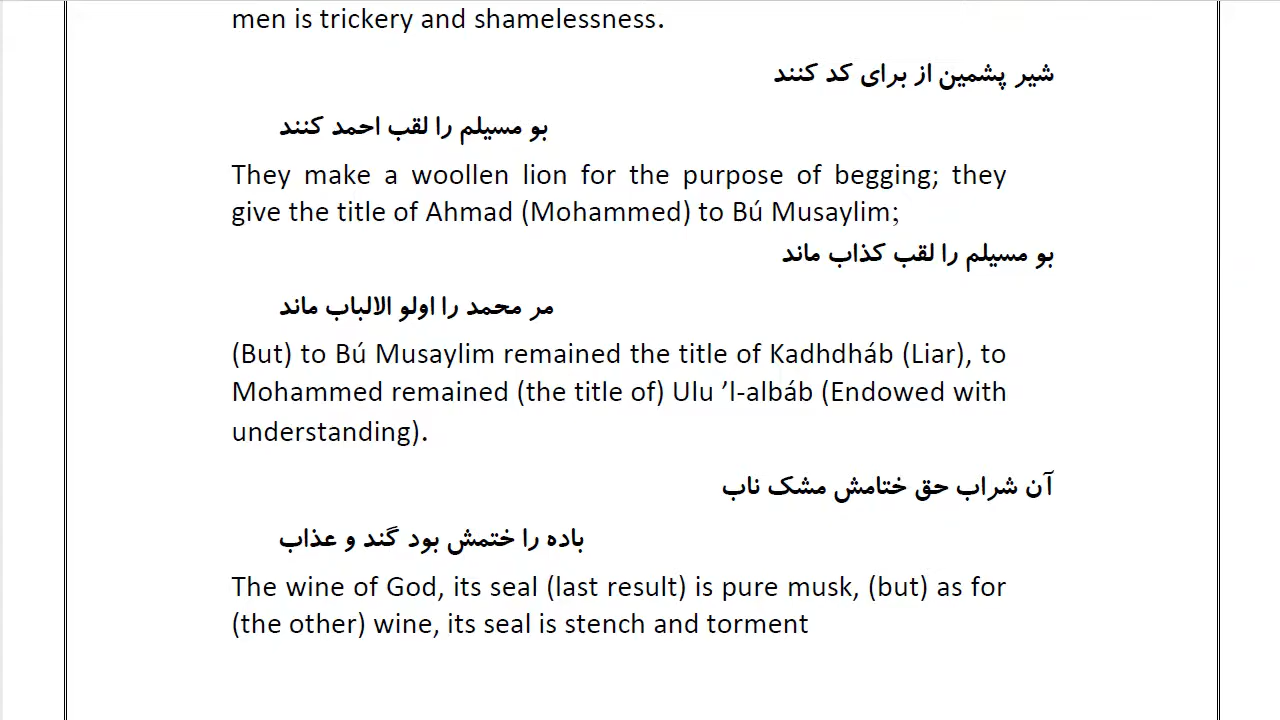 men is trickery and shamelessness.
شیر پشمین از برای کد کنند
بو مسیلم را لقب احمد کنند
They make a woollen lion for the purpose of begging; they
give the title of Ahmad (Mohammed) to Bú Musaylim;
بو مسیلم را لقب کذاب ماند
مر محمد را اولو الالباب ماند
(But) to Bú Musaylim remained the title of Kadhdháb (Liar), to
Mohammed remained (the title of) Ulu ’l-albáb (Endowed with
understanding).
آن شراب حق ختامش مشک ناب
باده را ختمش بود گند و عذاب
The wine of God, its seal (last result) is pure musk, (but) as for
(the other) wine, its seal is stench and torment